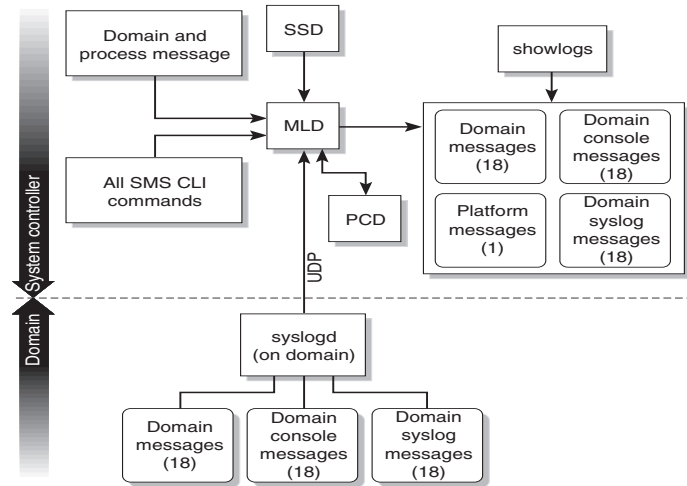 Domain and
process message
SSD
showlogs
MLD
All SMS CLI
commands
PCD
Domain
messages
(18)
Domain
console
messages
(18)
Platform
messages
(1)
Domain
syslog
messages
(18)
System controller
UDP
Domain
syslogd
(on domain)
Domain
messages
(18)
Domain
console
messages
(18)
Domain
syslog
messages
(18)